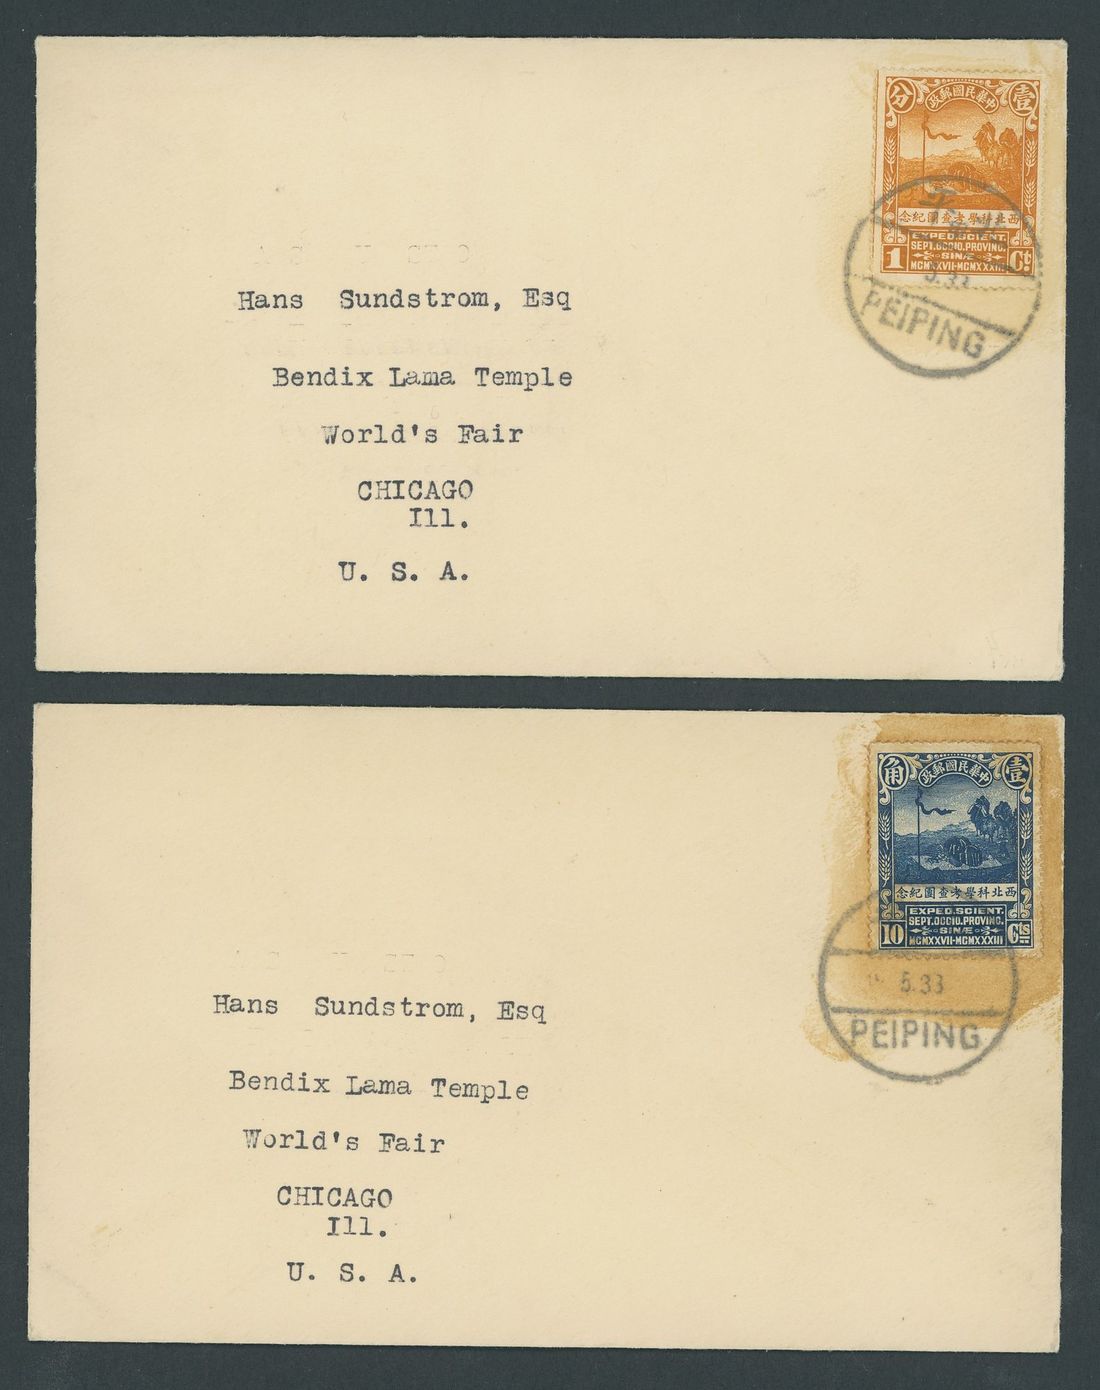 分 中華民國郵政 壹
西北科學考查團紀念
EXPED. SCIENT.
SEPT. OCCID. PROVINC.
SINÆ
1 MCMXXVII-MCMXXXIII Ct.
5.33
PEIPING
Hans Sundstrom, Esq
Bendix Lama Temple
World's Fair
CHICAGO
Ill.
U. S. A.
角 中華民國郵政 壹
西北科學考查團紀念
EXPED. SCIENT.
SEPT. OCCID. PROVINC.
SINÆ
10 MCMXXVII-MCMXXXIII Cts
5.33
PEIPING
Hans Sundstrom, Esq
Bendix Lama Temple
World's Fair
CHICAGO
Ill.
U. S. A.